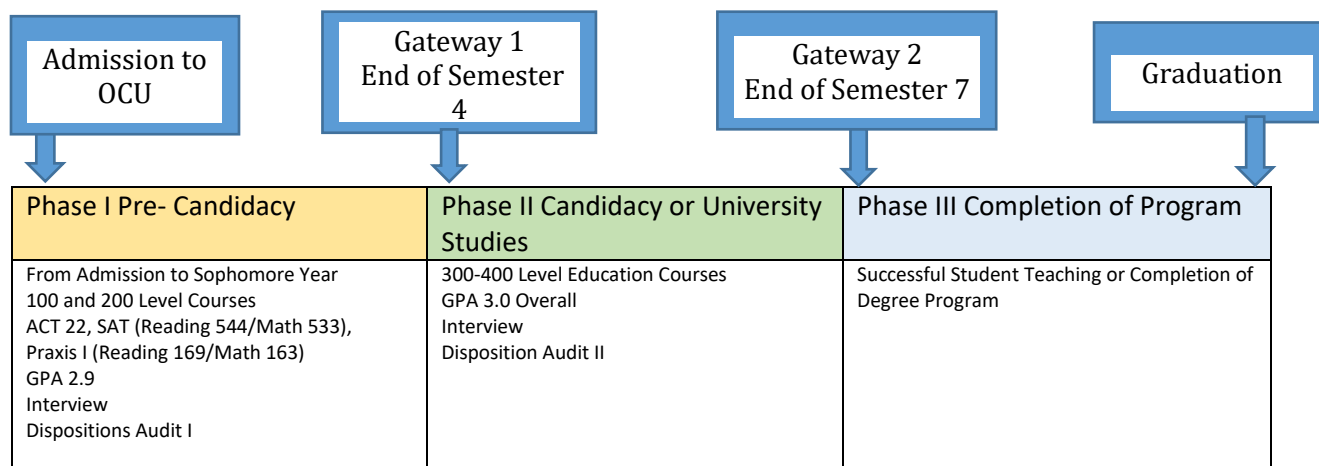 Admission to
OCU
Gateway 1
End of Semester
4
Gateway 2
End of Semester 7
Graduation
Phase I Pre- Candidacy
Phase II Candidacy or University
Studies
Phase III Completion of Program
From Admission to Sophomore Year
100 and 200 Level Courses
ACT 22, SAT (Reading 544/Math 533),
Praxis I (Reading 169/Math 163)
GPA 2.9
Interview
Dispositions Audit I
300-400 Level Education Courses
GPA 3.0 Overall
Interview
Disposition Audit II
Successful Student Teaching or Completion of
Degree Program